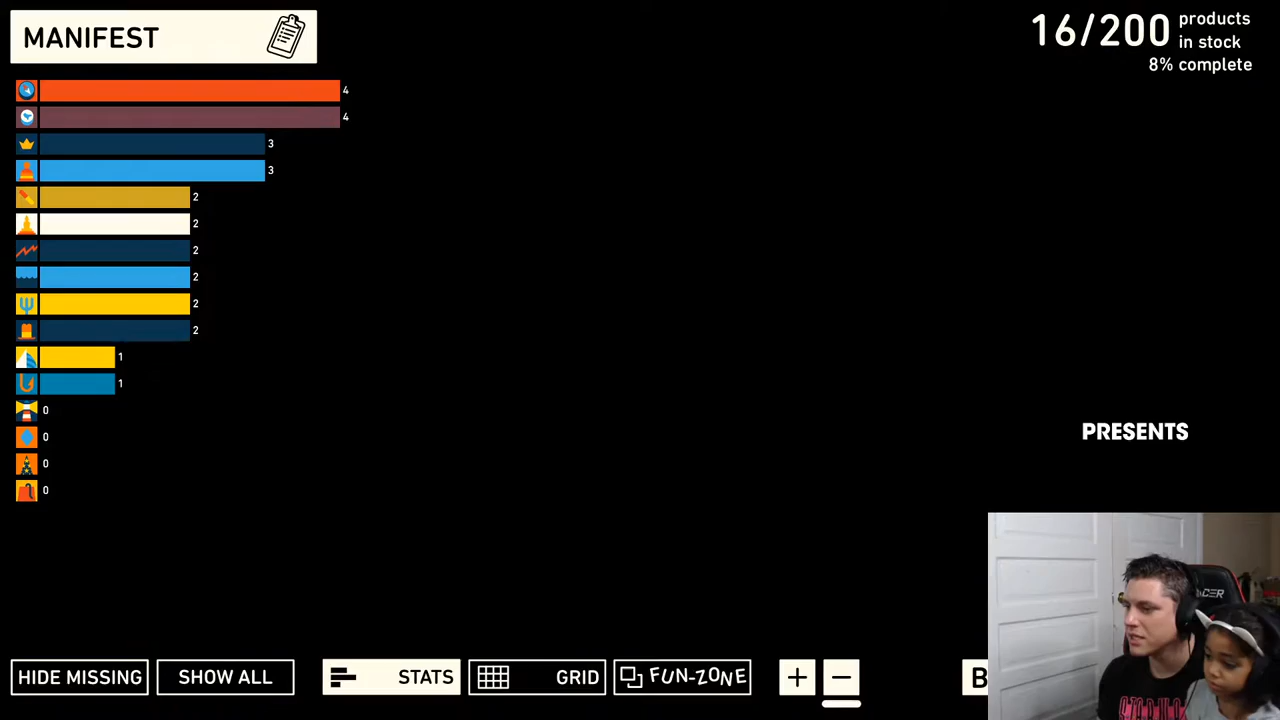 MANIFEST
16/200 products
in stock
8% complete
4
4
3
3
2
2
2
2
2
2
1
1
0
0
0
0
PRESENTS
HIDE MISSING
SHOW ALL
STATS
GRID
FUN-ZONE
+
−